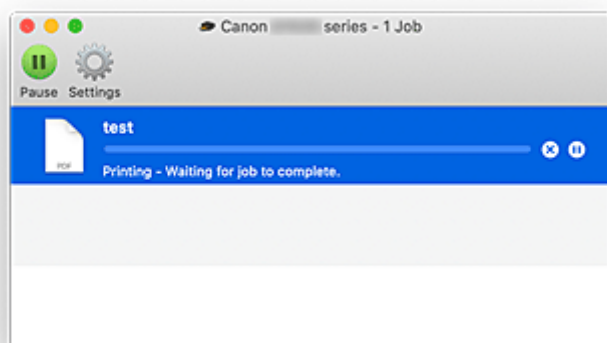 Canon series - 1 Job
Pause Settings
test
PDF
Printing - Waiting for job to complete.